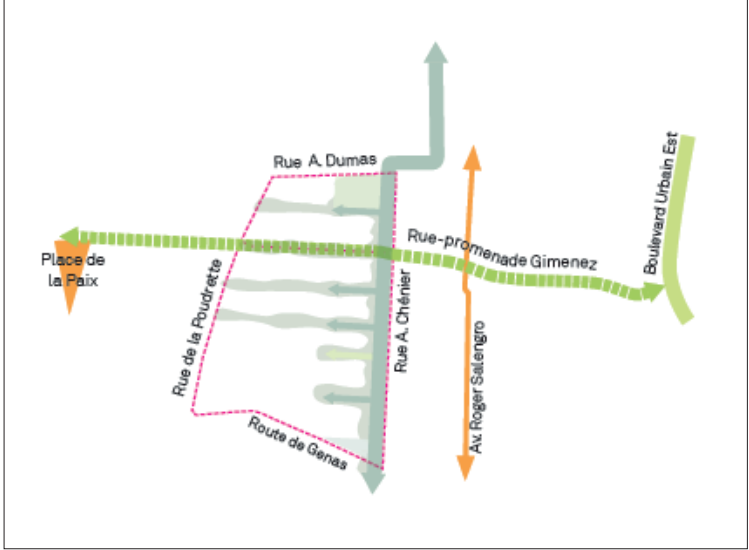 Rue A. Dumas
Boulevard Urbain Est
Rue-promenade Gimenez
Place de
la Paix
Rue de la Poudrette
Rue A. Chénier
Av. Roger Salengro
Route de Genas